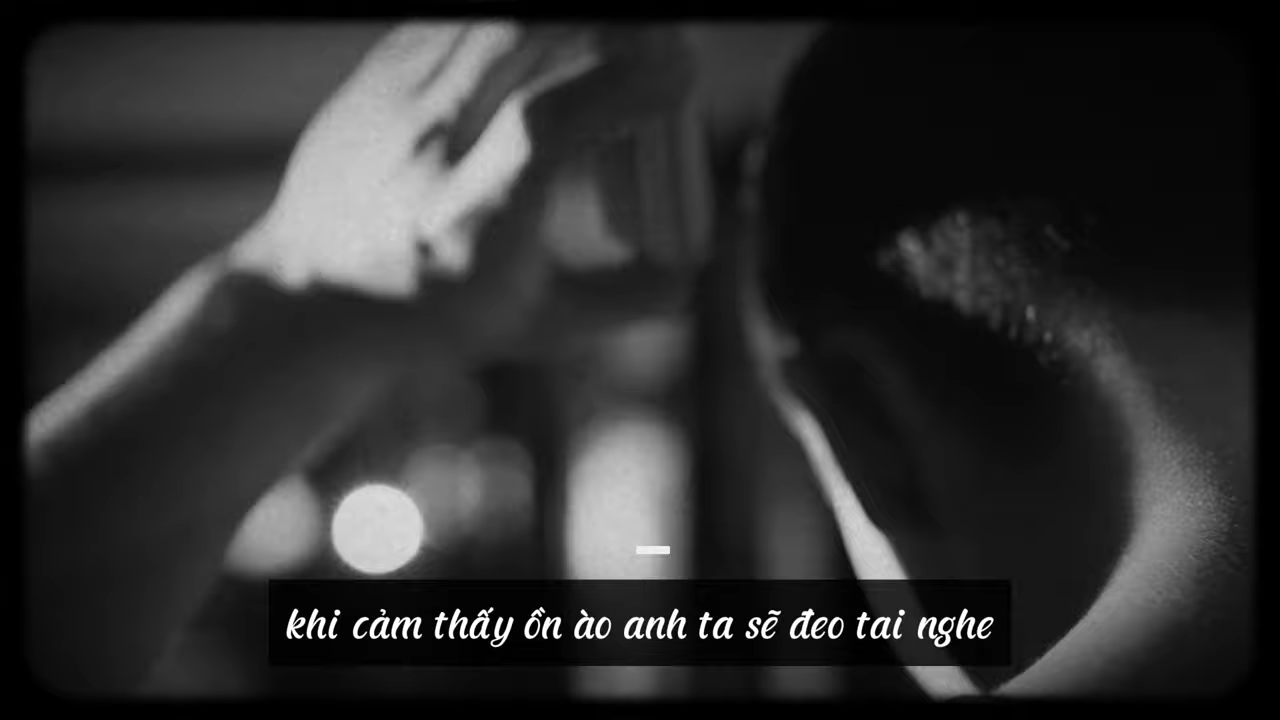 khi cảm thấy ồn ào anh ta sẽ đeo tai nghe